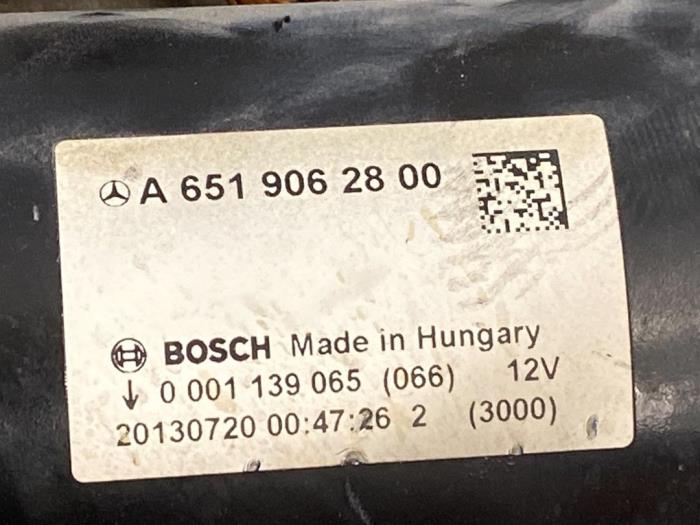 A 651 906 28 00
BOSCH Made in Hungary
↓ 0 001 139 065 (066) 12V
20130720 00:47:26 2 (3000)